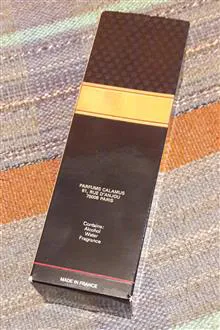 PARFUMS CALAMUS
61, RUE D'ANJOU
75008 PARIS
Contains:
Alcohol
Water
Fragrance
MADE IN FRANCE